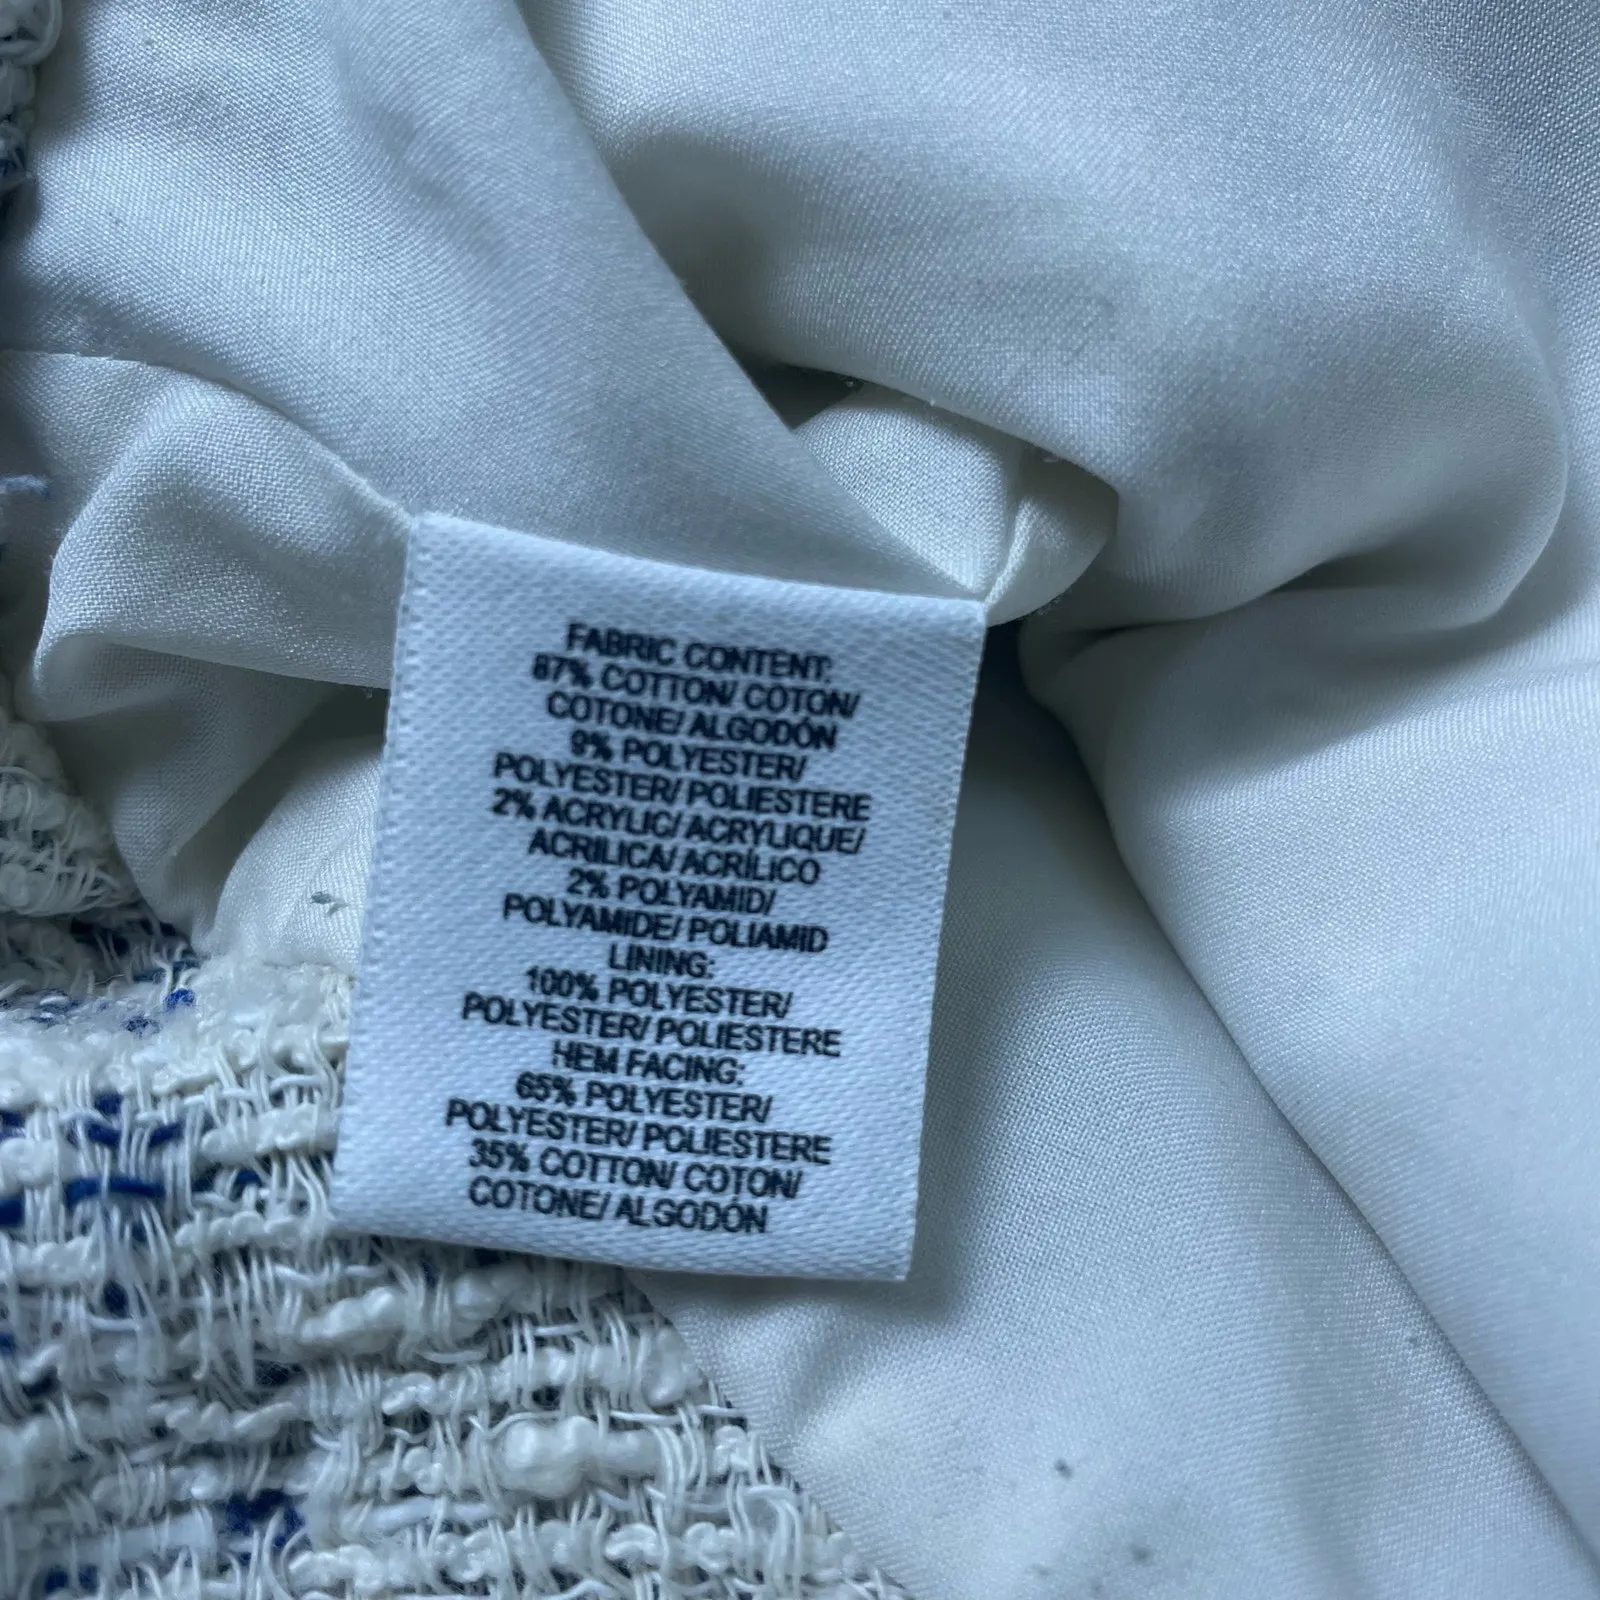 FABRIC CONTENT:
87% COTTON/ COTON/
COTONE/ ALGODÓN
9% POLYESTER/
POLYESTER/ POLIESTERE
2% ACRYLIC/ ACRYLIQUE/
ACRILICA/ ACRÍLICO
2% POLYAMID/
POLYAMIDE/ POLIAMID
LINING:
100% POLYESTER/
POLYESTER/ POLIESTERE
HEM FACING:
65% POLYESTER/
POLYESTER/ POLIESTERE
35% COTTON/ COTON/
COTONE/ ALGODÓN